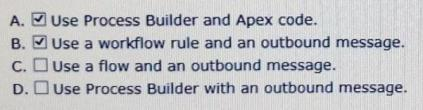 A. ☑ Use Process Builder and Apex code.
B. ☑ Use a workflow rule and an outbound message.
C. ☐ Use a flow and an outbound message.
D. ☐ Use Process Builder with an outbound message.